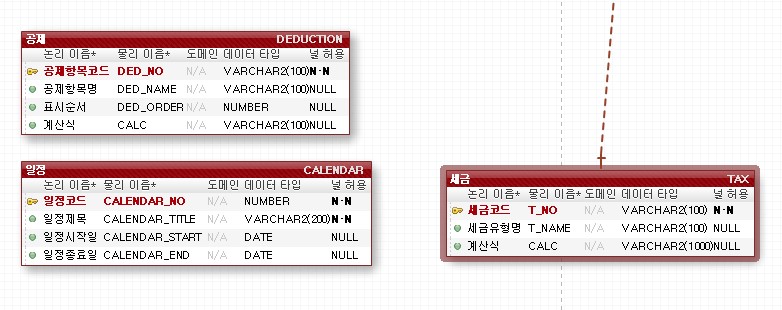 공제 DEDUCTION
논리 이름* 물리 이름* 도메인 데이터 타입 널 허용
공제항목코드 DED_NO N/A VARCHAR2(100) N-N
공제항목명 DED_NAME N/A VARCHAR2(100) NULL
표시순서 DED_ORDER N/A NUMBER NULL
계산식 CALC N/A VARCHAR2(100) NULL
일정 CALENDAR
논리 이름* 물리 이름* 도메인 데이터 타입 널 허용
일정코드 CALENDAR_NO N/A NUMBER N-N
일정제목 CALENDAR_TITLE N/A VARCHAR2(200) N-N
일정시작일 CALENDAR_START N/A DATE NULL
일정종료일 CALENDAR_END N/A DATE NULL
세금 TAX
논리 이름* 물리 이름* 도메인 데이터 타입 널 허용
세금코드 T_NO N/A VARCHAR2(100) N-N
세금유형명 T_NAME N/A VARCHAR2(100) NULL
계산식 CALC N/A VARCHAR2(1000) NULL